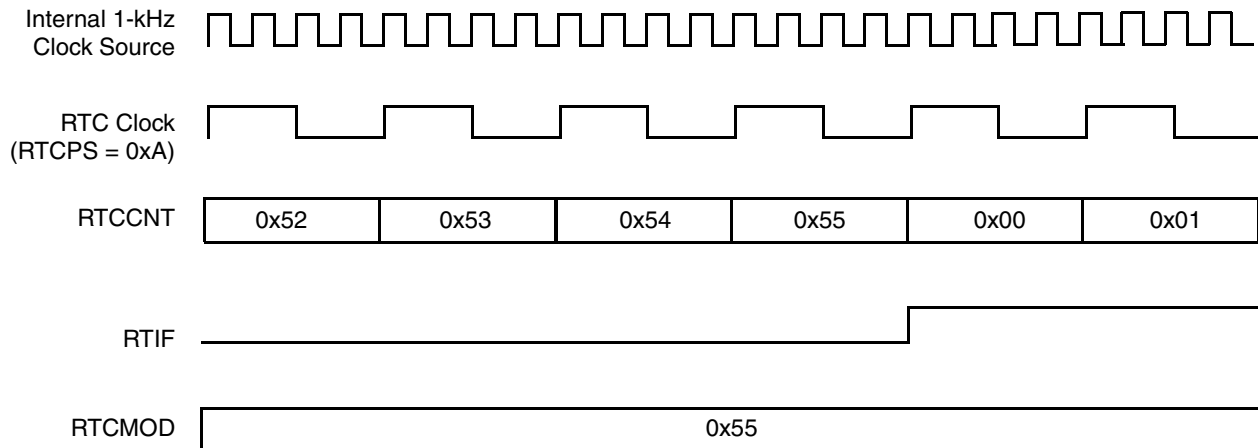 Internal 1-kHz
Clock Source
RTC Clock
(RTCPS = 0xA)
RTCCNT
0x52 0x53 0x54 0x55 0x00 0x01
RTIF
RTCMOD
0x55